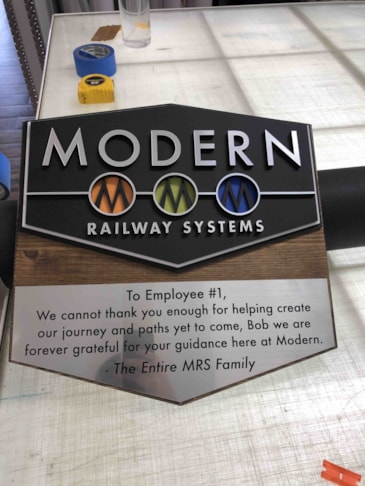 MODERN
M M M
RAILWAY SYSTEMS
To Employee #1,
We cannot thank you enough for helping create
our journey and paths yet to come, Bob we are
forever grateful for your guidance here at Modern.
- The Entire MRS Family